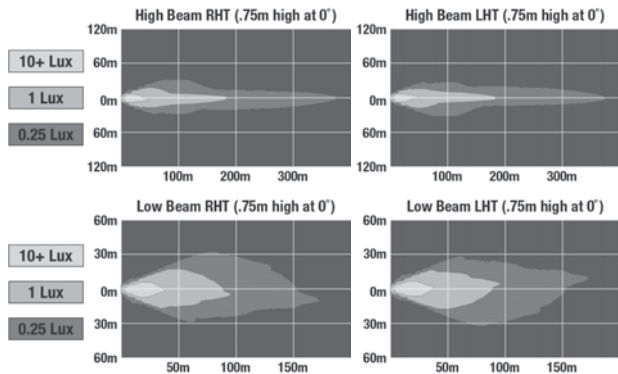 High Beam RHT (.75m high at 0˚)
High Beam LHT (.75m high at 0˚)
120m
60m
0m
60m
120m
100m 200m 300m
120m
60m
0m
60m
120m
100m 200m 300m
10+ Lux
1 Lux
0.25 Lux
Low Beam RHT (.75m high at 0˚)
Low Beam LHT (.75m high at 0˚)
60m
30m
0m
30m
60m
50m 100m 150m
60m
30m
0m
30m
60m
50m 100m 150m
10+ Lux
1 Lux
0.25 Lux